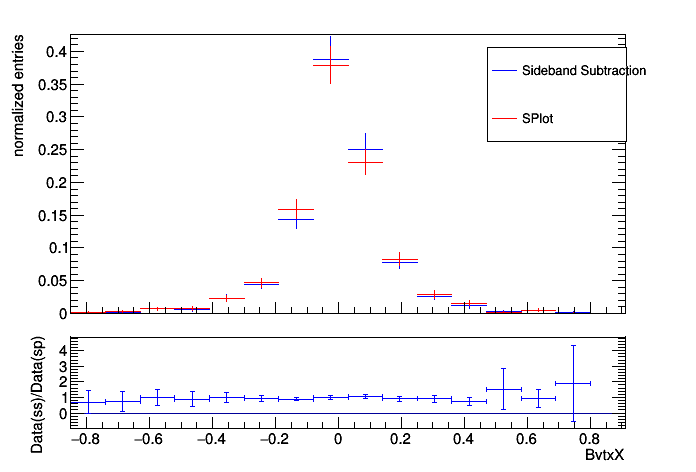 normalized entries
0.4
0.35
0.3
0.25
0.2
0.15
0.1
0.05
0
Sideband Subtraction
SPlot
Data(ss)/Data(sp)
4
3
2
1
0
−0.8 −0.6 −0.4 −0.2 0 0.2 0.4 0.6 0.8
BvtxX